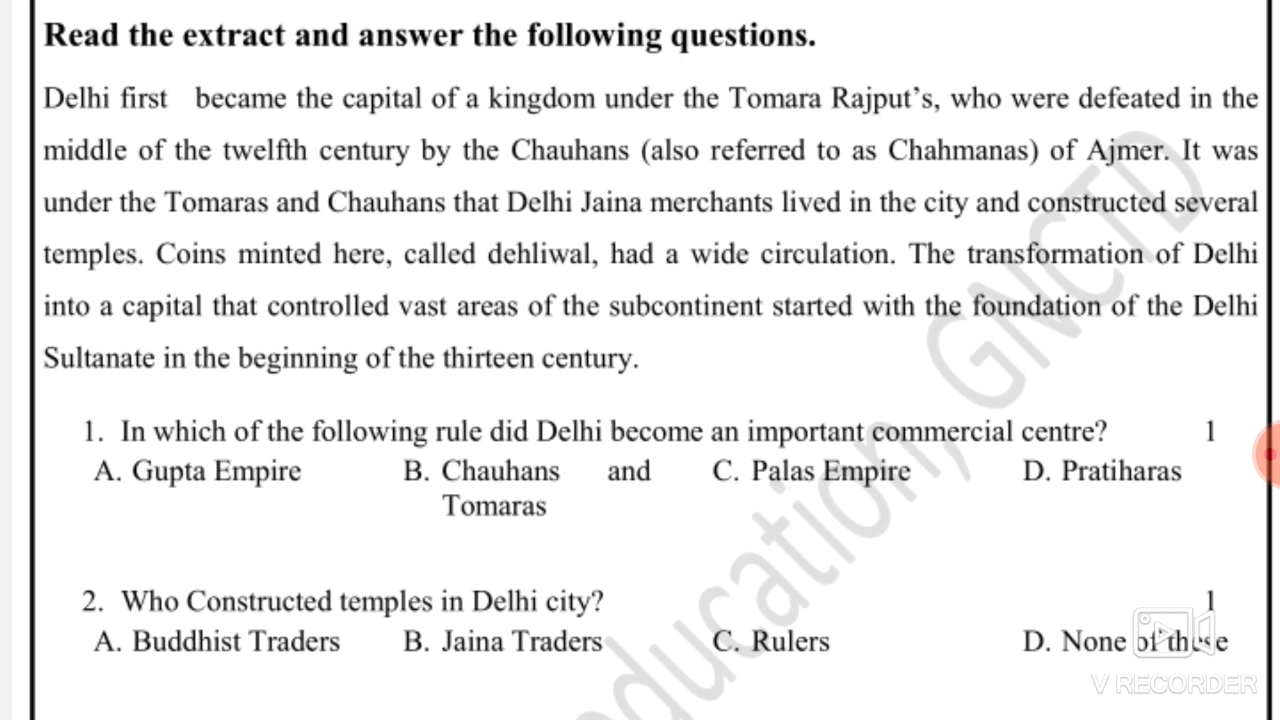 Read the extract and answer the following questions.
Delhi first became the capital of a kingdom under the Tomara Rajput's, who were defeated in the
middle of the twelfth century by the Chauhans (also referred to as Chahmanas) of Ajmer. It was
under the Tomaras and Chauhans that Delhi Jaina merchants lived in the city and constructed several
temples. Coins minted here, called dehliwal, had a wide circulation. The transformation of Delhi
into a capital that controlled vast areas of the subcontinent started with the foundation of the Delhi
Sultanate in the beginning of the thirteen century.
1. In which of the following rule did Delhi become an important commercial centre? 1
A. Gupta Empire B. Chauhans and C. Palas Empire D. Pratiharas
Tomaras
2. Who Constructed temples in Delhi city? 1
A. Buddhist Traders B. Jaina Traders C. Rulers D. None of these
V RECORDER
ducation, GNCTD